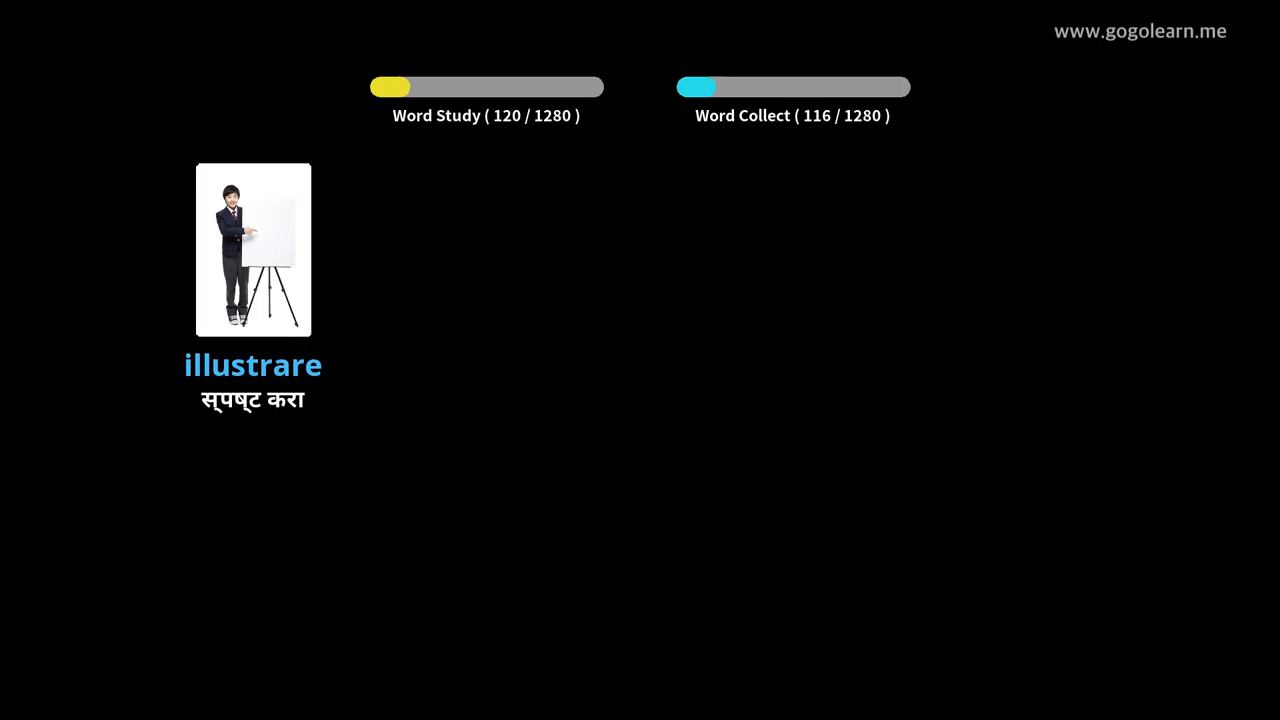 www.gogolearn.me
Word Study ( 120 / 1280 )
Word Collect ( 116 / 1280 )
illustrare
स्पष्ट करा